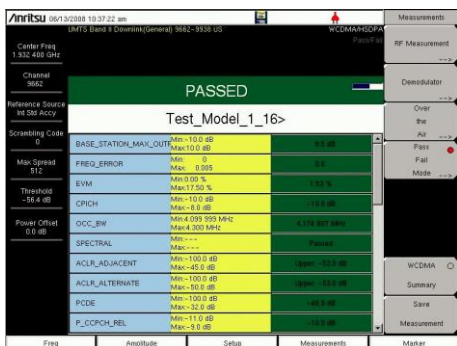 Anritsu 06/13/2008 10:37:22 am
UMTS Band II Downlink(General) 9662-9938 US
WCDMA/HSDPA
Pass/Fail
Center Freq
1.932 400 GHz
Channel
9662
Reference Source
Int Std Accy
Scrambling Code
0
Max Spread
512
Threshold
-56.4 dB
Power Offset
0.0 dB
PASSED
Test_Model_1_16>
BASE_STATION_MAX_OUT Min:-10.0 dB
Max:10.0 dB
FREQ_ERROR Min: 0
Max: 0.005
EVM Min:0.00 %
Max:17.50 %
CPICH Min:-10.0 dB
Max:-8.0 dB
OCC_BW Min:4.099 999 MHz
Max:4.300 MHz
SPECTRAL Min:---
Max:---
Passed
ACLR_ADJACENT Min:-100.0 dB
Max:-45.0 dB
ACLR_ALTERNATE Min:-100.0 dB
Max:-50.0 dB
PCDE Min:-100.0 dB
Max:-32.0 dB
P_CCPCH_REL Min:-11.0 dB
Max:-9.0 dB
Measurements
RF Measurement
-->
Demodulator
-->
Over
the
Air -->
Pass
Fail
Mode -->
WCDMA
Summary
Save
Measurement
Freq Amplitude Setup Measurements Marker